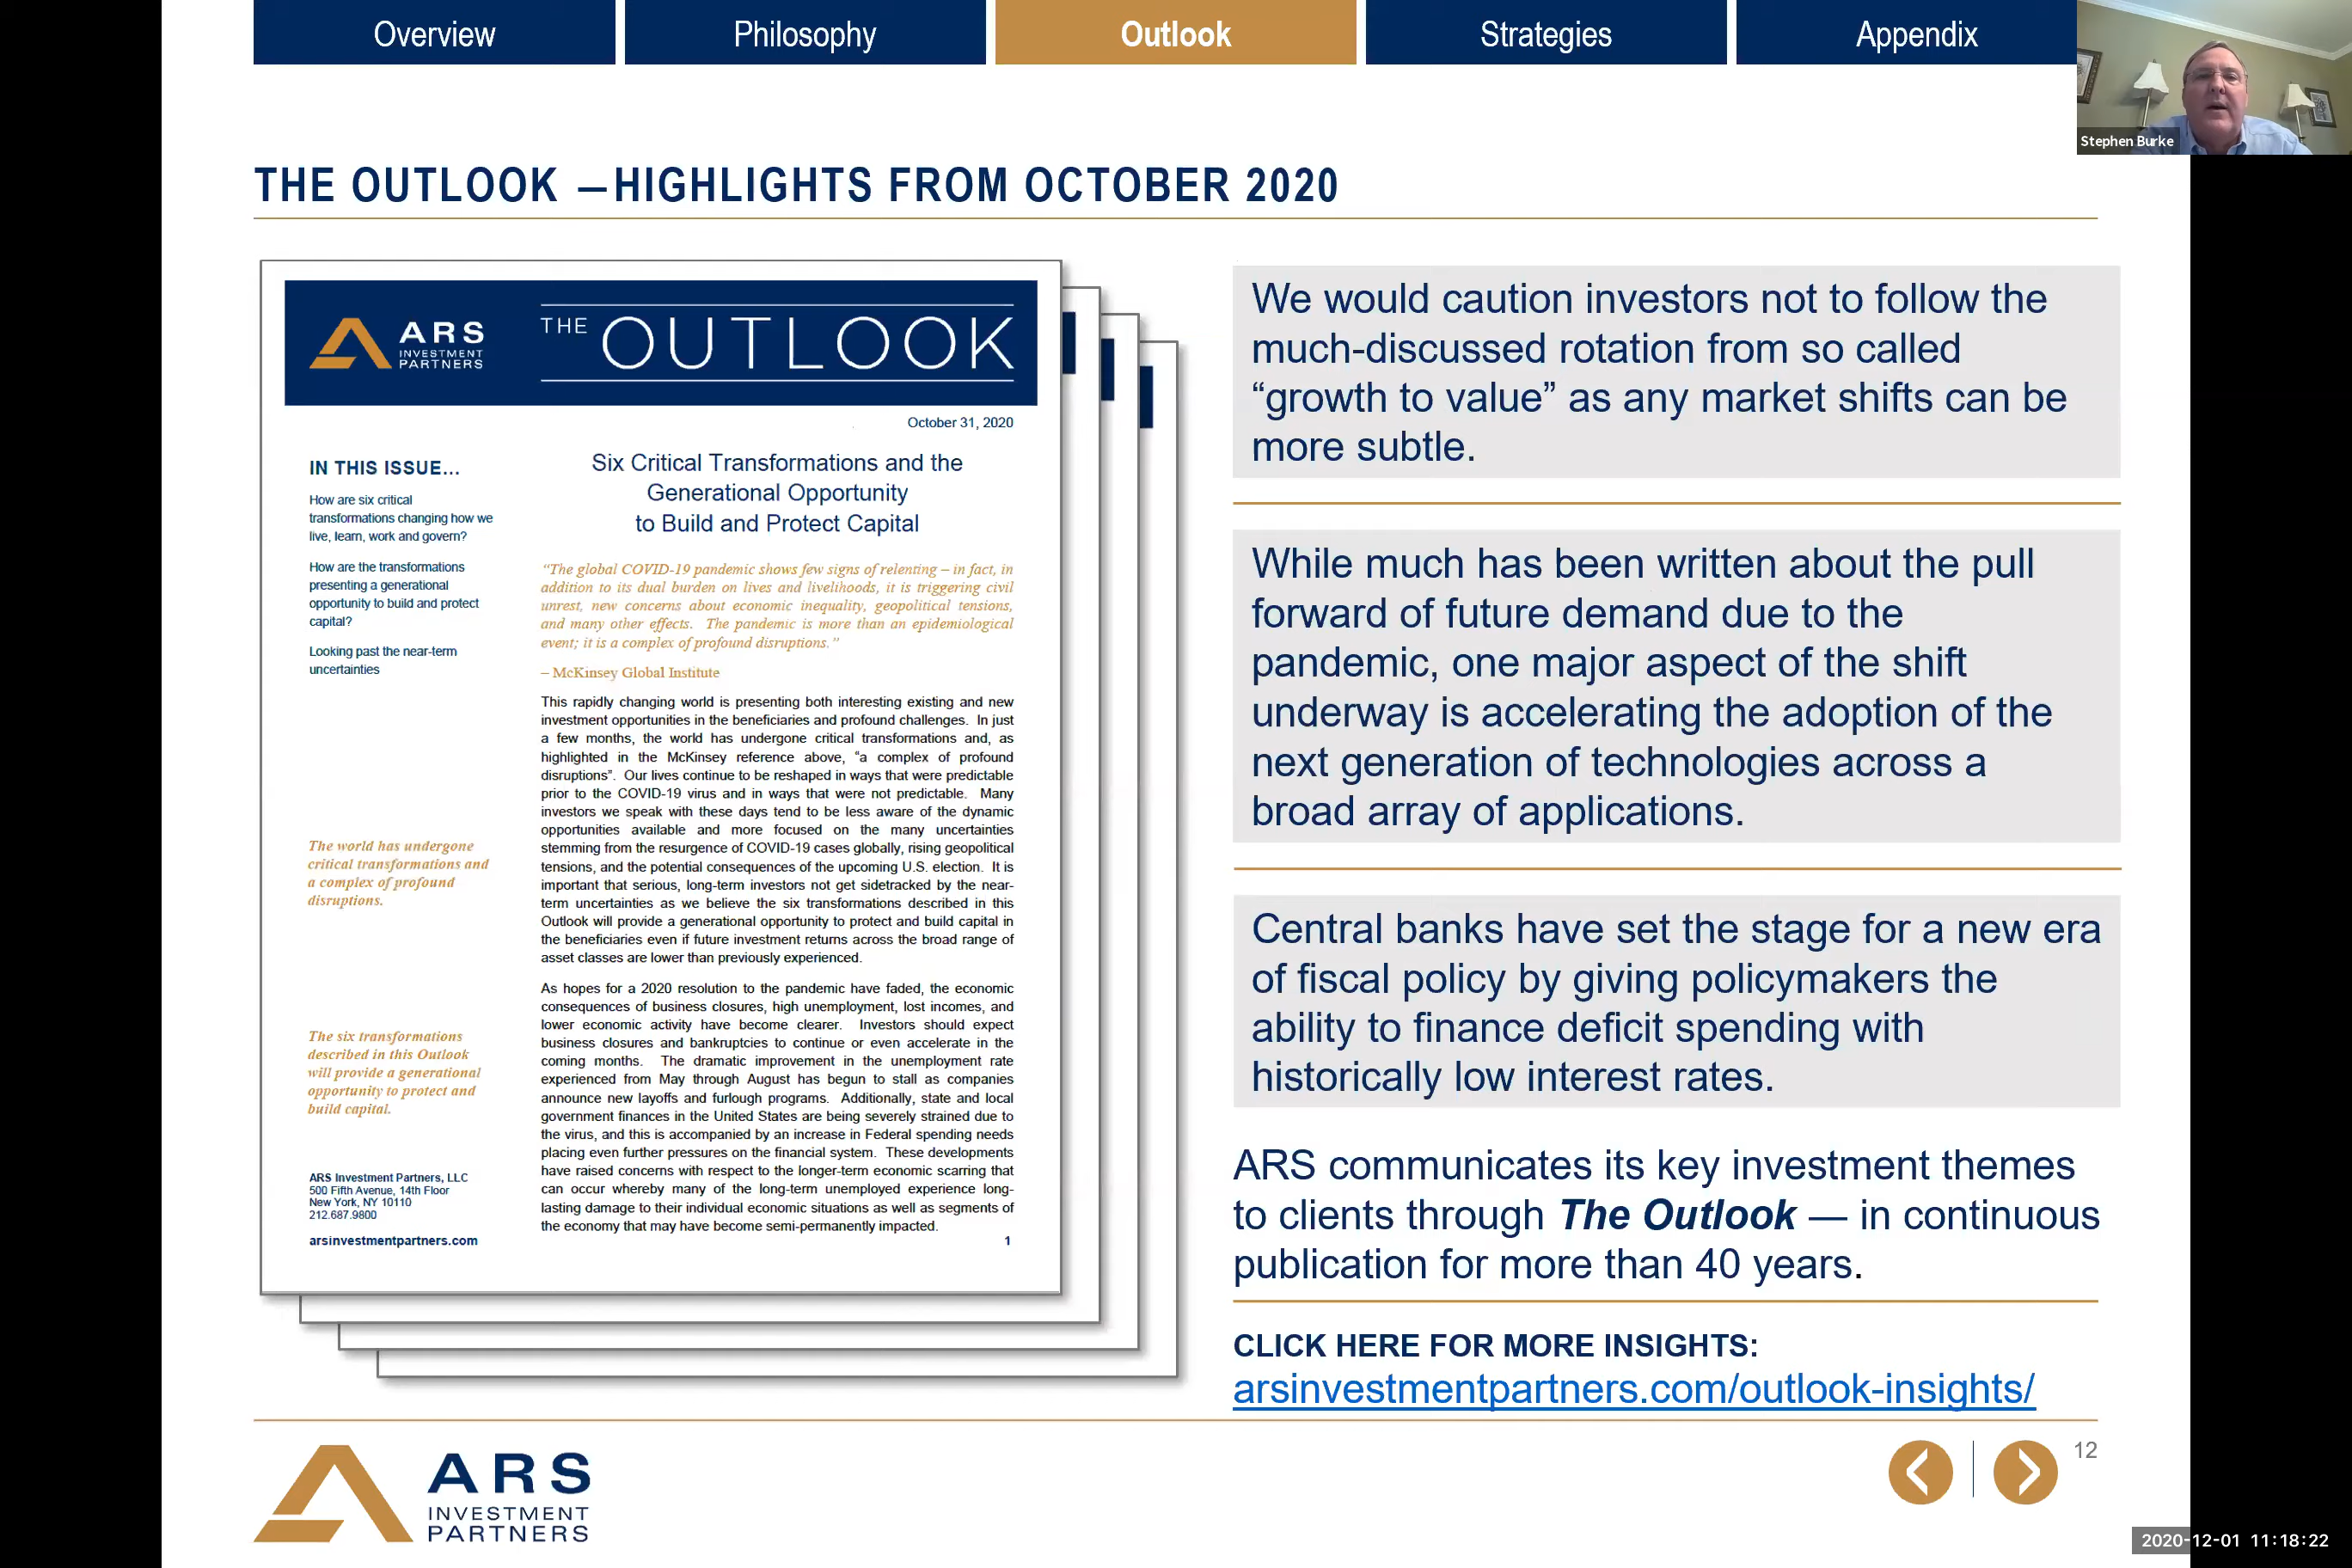 Overview
Philosophy
Outlook
Strategies
Appendix
Stephen Burke
THE OUTLOOK —HIGHLIGHTS FROM OCTOBER 2020
ARS
INVESTMENT
PARTNERS
THE OUTLOOK
October 31, 2020
IN THIS ISSUE...
How are six critical
transformations changing how we
live, learn, work and govern?
How are the transformations
presenting a generational
opportunity to build and protect
capital?
Looking past the near-term
uncertainties
The world has undergone
critical transformations and
a complex of profound
disruptions.
The six transformations
described in this Outlook
will provide a generational
opportunity to protect and
build capital.
ARS Investment Partners, LLC
500 Fifth Avenue, 14th Floor
New York, NY 10110
212.687.9800
arsinvestmentpartners.com
Six Critical Transformations and the
Generational Opportunity
to Build and Protect Capital
"The global COVID-19 pandemic shows few signs of relenting – in fact, in
addition to its dual burden on lives and livelihoods, it is triggering civil
unrest, new concerns about economic inequality, geopolitical tensions,
and many other effects. The pandemic is more than an epidemiological
event; it is a complex of profound disruptions."
– McKinsey Global Institute
This rapidly changing world is presenting both interesting existing and new
investment opportunities in the beneficiaries and profound challenges. In just
a few months, the world has undergone critical transformations and, as
highlighted in the McKinsey reference above, "a complex of profound
disruptions". Our lives continue to be reshaped in ways that were predictable
prior to the COVID-19 virus and in ways that were not predictable. Many
investors we speak with these days tend to be less aware of the dynamic
opportunities available and more focused on the many uncertainties
stemming from the resurgence of COVID-19 cases globally, rising geopolitical
tensions, and the potential consequences of the upcoming U.S. election. It is
important that serious, long-term investors not get sidetracked by the near-
term uncertainties as we believe the six transformations described in this
Outlook will provide a generational opportunity to protect and build capital in
the beneficiaries even if future investment returns across the broad range of
asset classes are lower than previously experienced.
As hopes for a 2020 resolution to the pandemic have faded, the economic
consequences of business closures, high unemployment, lost incomes, and
lower economic activity have become clearer. Investors should expect
business closures and bankruptcies to continue or even accelerate in the
coming months. The dramatic improvement in the unemployment rate
experienced from May through August has begun to stall as companies
announce new layoffs and furlough programs. Additionally, state and local
government finances in the United States are being severely strained due to
the virus, and this is accompanied by an increase in Federal spending needs
placing even further pressures on the financial system. These developments
have raised concerns with respect to the longer-term economic scarring that
can occur whereby many of the long-term unemployed experience long-
lasting damage to their individual economic situations as well as segments of
the economy that may have become semi-permanently impacted.
1
We would caution investors not to follow the
much-discussed rotation from so called
“growth to value” as any market shifts can be
more subtle.
While much has been written about the pull
forward of future demand due to the
pandemic, one major aspect of the shift
underway is accelerating the adoption of the
next generation of technologies across a
broad array of applications.
Central banks have set the stage for a new era
of fiscal policy by giving policymakers the
ability to finance deficit spending with
historically low interest rates.
ARS communicates its key investment themes
to clients through The Outlook — in continuous
publication for more than 40 years.
CLICK HERE FOR MORE INSIGHTS:
arsinvestmentpartners.com/outlook-insights/
ARS
INVESTMENT
PARTNERS
12
2020-12-01 11:18:22